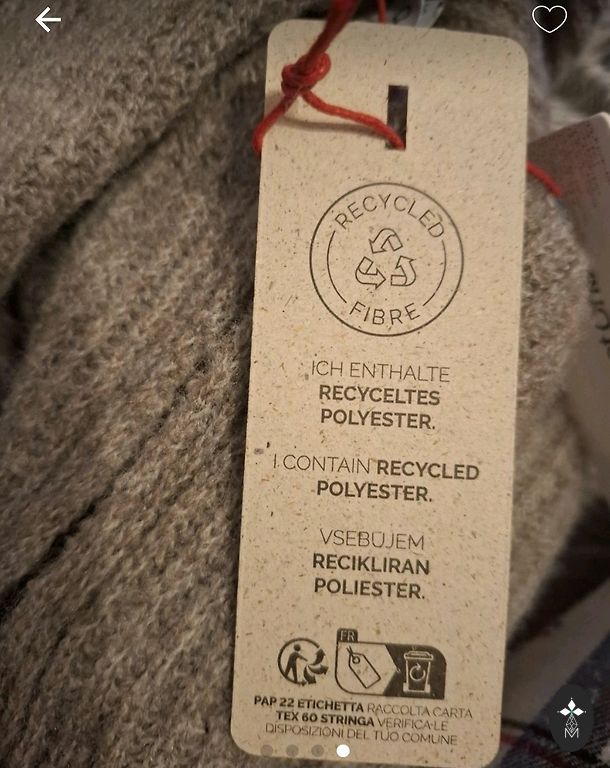 RECYCLED
FIBRE
ICH ENTHALTE
RECYCELTES
POLYESTER.
I CONTAIN RECYCLED
POLYESTER.
VSEBUJEM
RECIKLIRAN
POLIESTER.
FR
PAP 22 ETICHETTA RACCOLTA CARTA
TEX 60 STRINGA VERIFICA LE
DISPOSIZIONI DEL TUO COMUNE
M